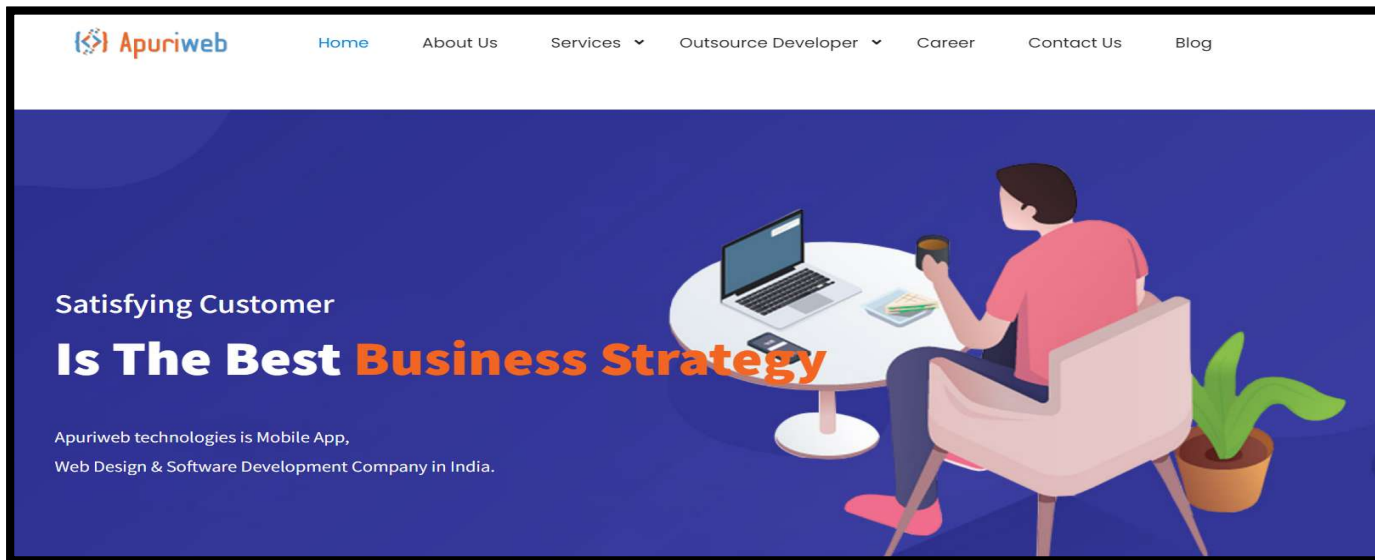 Apuriweb
Home About Us Services Outsource Developer Career Contact Us Blog
Satisfying Customer
Is The Best Business Strategy
Apuriweb technologies is Mobile App,
Web Design & Software Development Company in India.